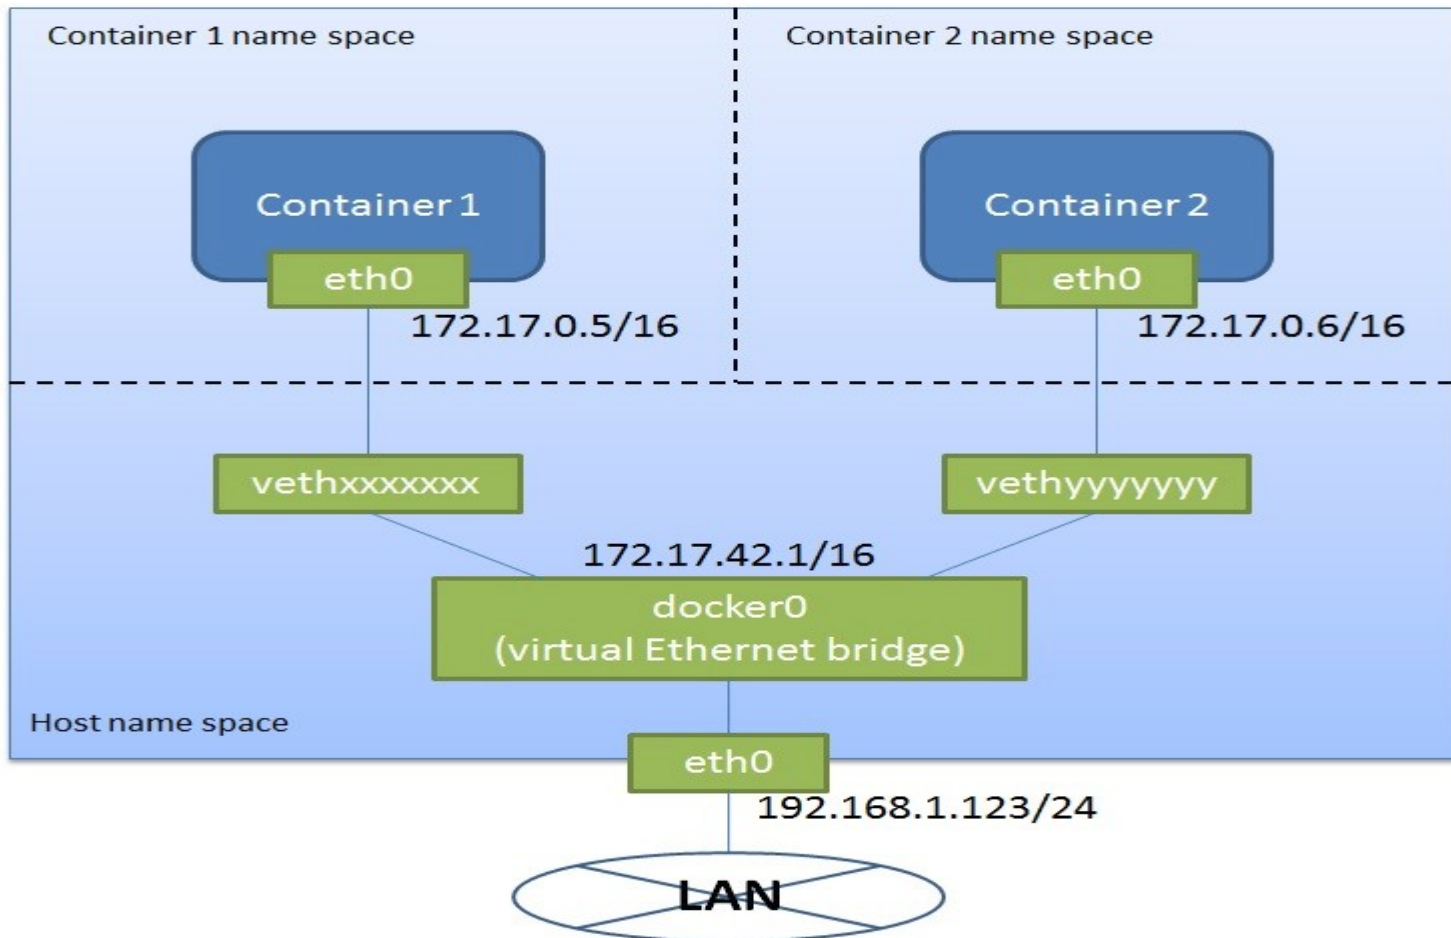 Container 1 name space
Container 2 name space
Container 1
Container 2
eth0
eth0
172.17.0.5/16
172.17.0.6/16
vethxxxxxxx
vethyyyyyyy
172.17.42.1/16
docker0
(virtual Ethernet bridge)
Host name space
eth0
192.168.1.123/24
LAN